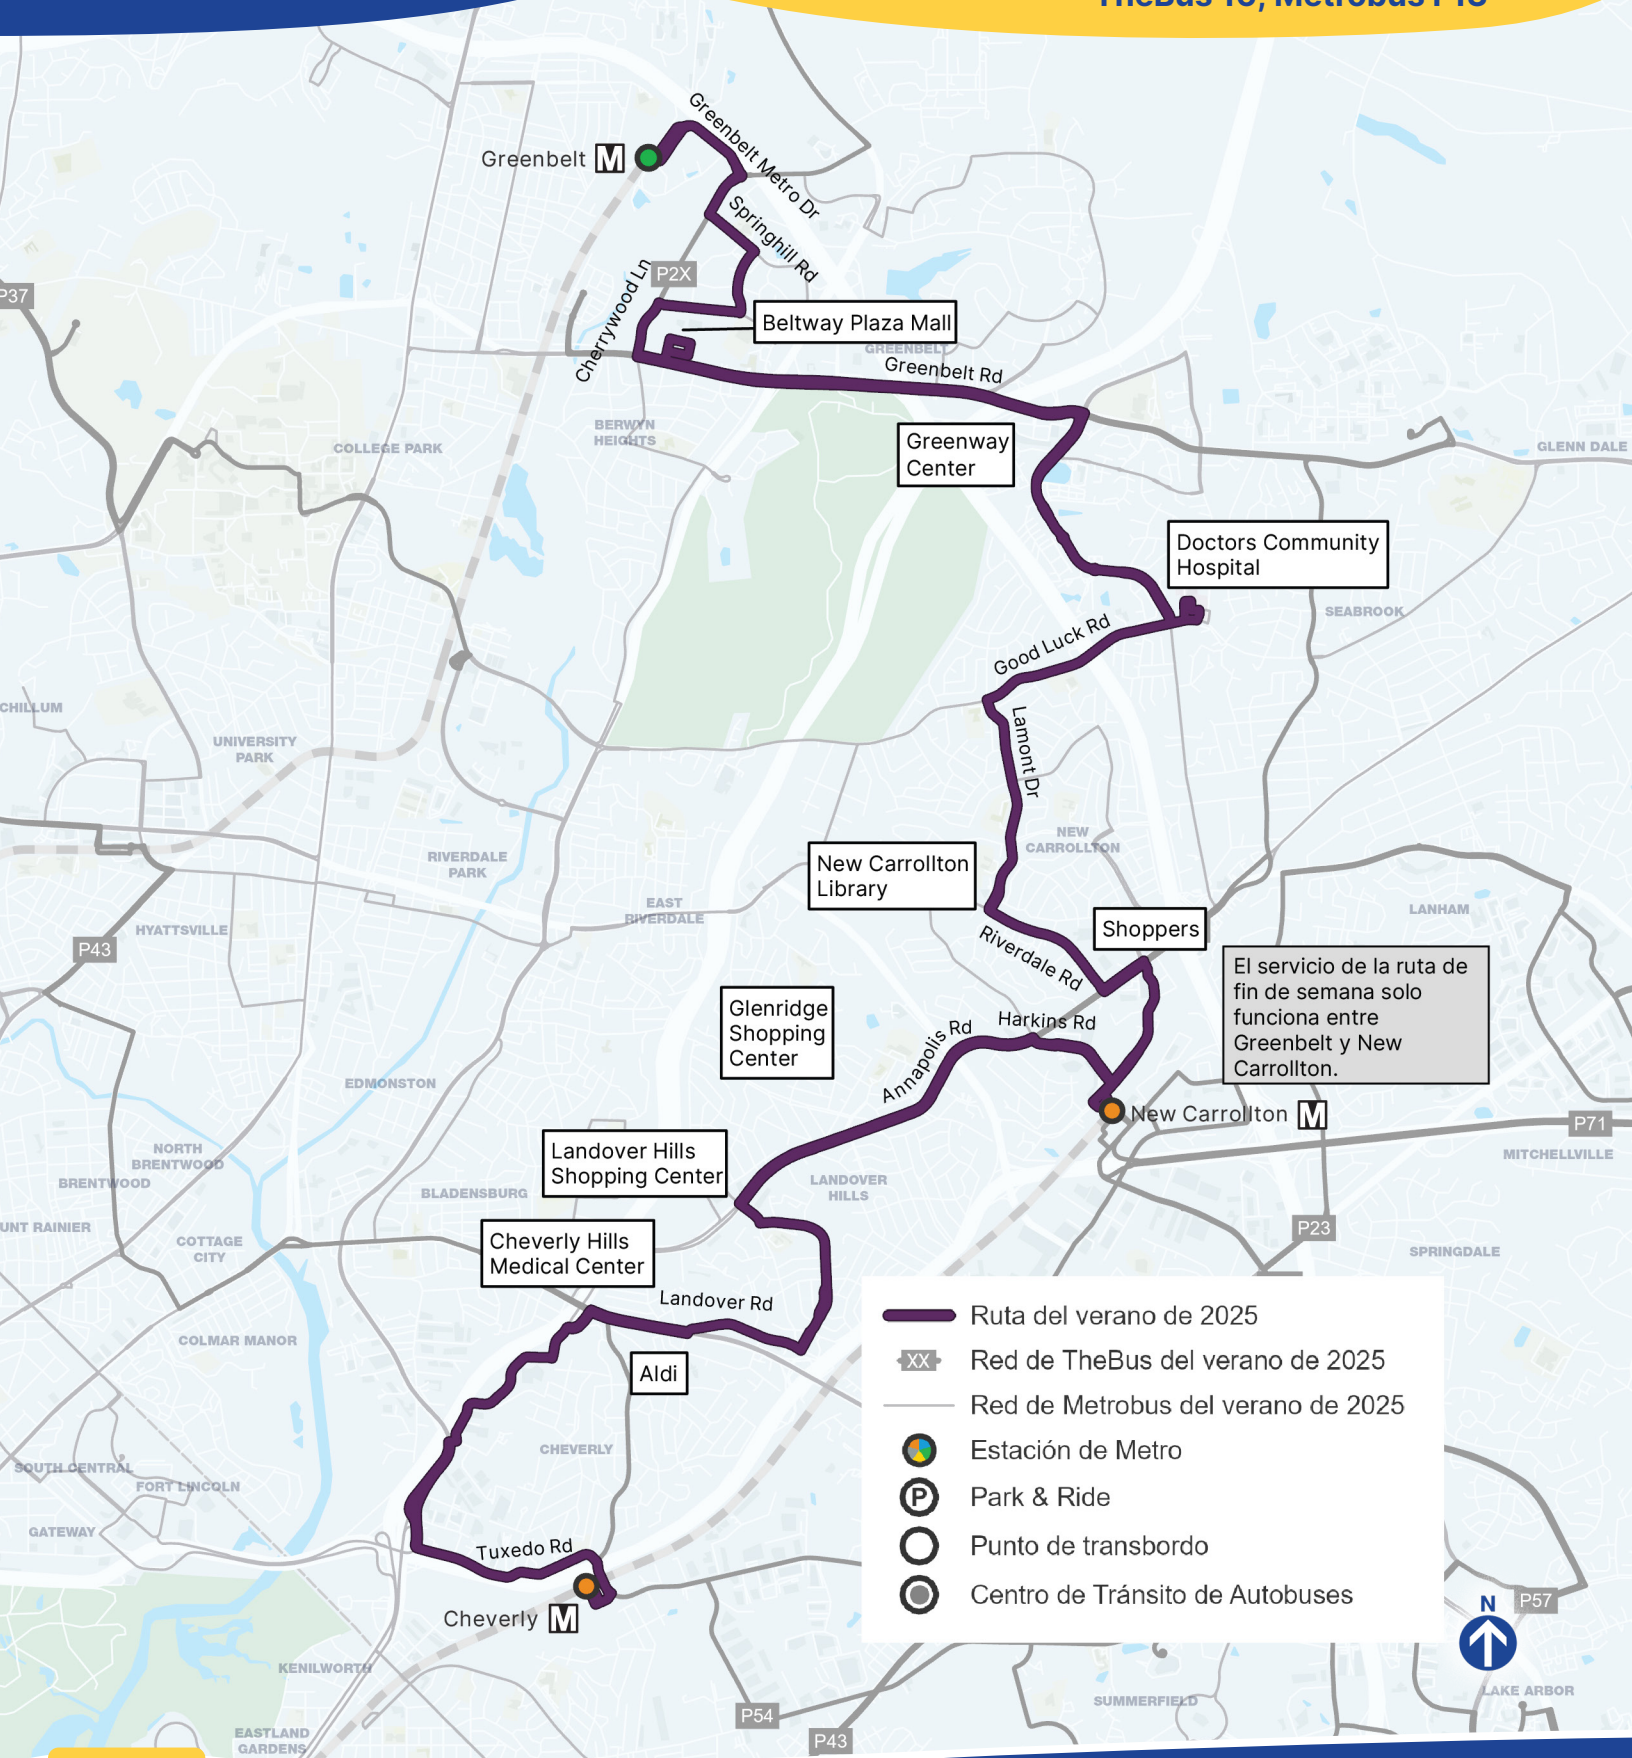 Greenbelt M
Greenbelt Metro Dr
Springhill Rd
P2X
Cherrywood Ln
P37
Beltway Plaza Mall
GREENBELT
Greenbelt Rd
BERWYN
HEIGHTS
COLLEGE PARK
Greenway
Center
GLENN DALE
Doctors Community
Hospital
SEABROOK
Good Luck Rd
Lamont Dr
CHILLUM
UNIVERSITY
PARK
NEW
CARROLLTON
RIVERDALE
PARK
New Carrollton
Library
EAST
RIVERDALE
Shoppers
LANHAM
HYATTSVILLE
P43
Riverdale Rd
El servicio de la ruta de
fin de semana solo
funciona entre
Greenbelt y New
Carrollton.
Glenridge
Shopping
Center
Harkins Rd
Annapolis Rd
EDMONSTON
New Carrollton M
P71
MITCHELLVILLE
NORTH
BRENTWOOD
BRENTWOOD
Landover Hills
Shopping Center
LANDOVER
HILLS
BLADENSBURG
UNT RAINIER
COTTAGE
CITY
P23
SPRINGDALE
Cheverly Hills
Medical Center
Landover Rd
COLMAR MANOR
Aldi
CHEVERLY
SOUTH CENTRAL
FORT LINCOLN
GATEWAY
Tuxedo Rd
Cheverly M
KENILWORTH
EASTLAND
GARDENS
P54
P43
Ruta del verano de 2025
XX Red de TheBus del verano de 2025
Red de Metrobus del verano de 2025
Estación de Metro
P Park & Ride
Punto de transbordo
Centro de Tránsito de Autobuses
N
P57
LAKE ARBOR
SUMMERFIELD